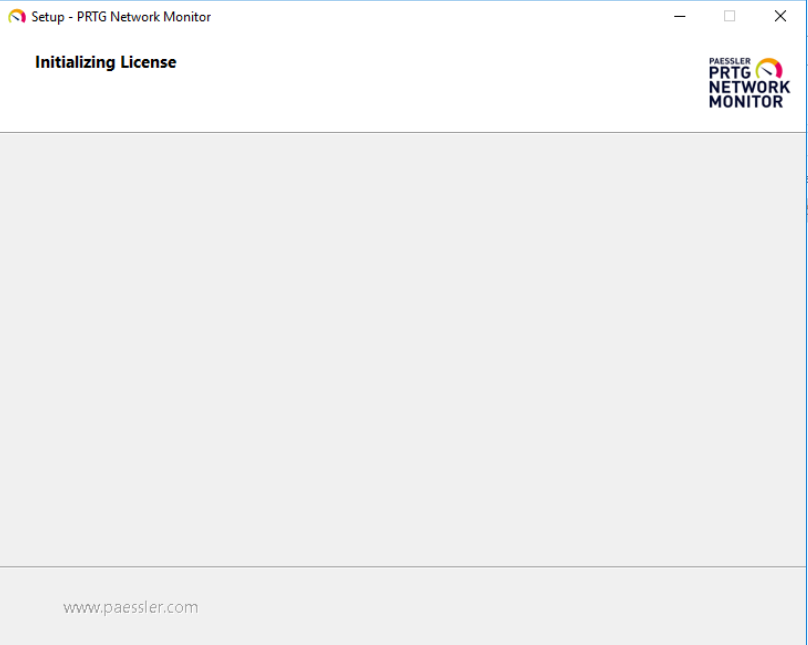 Setup - PRTG Network Monitor
Initializing License
PAESSLER
PRTG
NETWORK
MONITOR
www.paessler.com